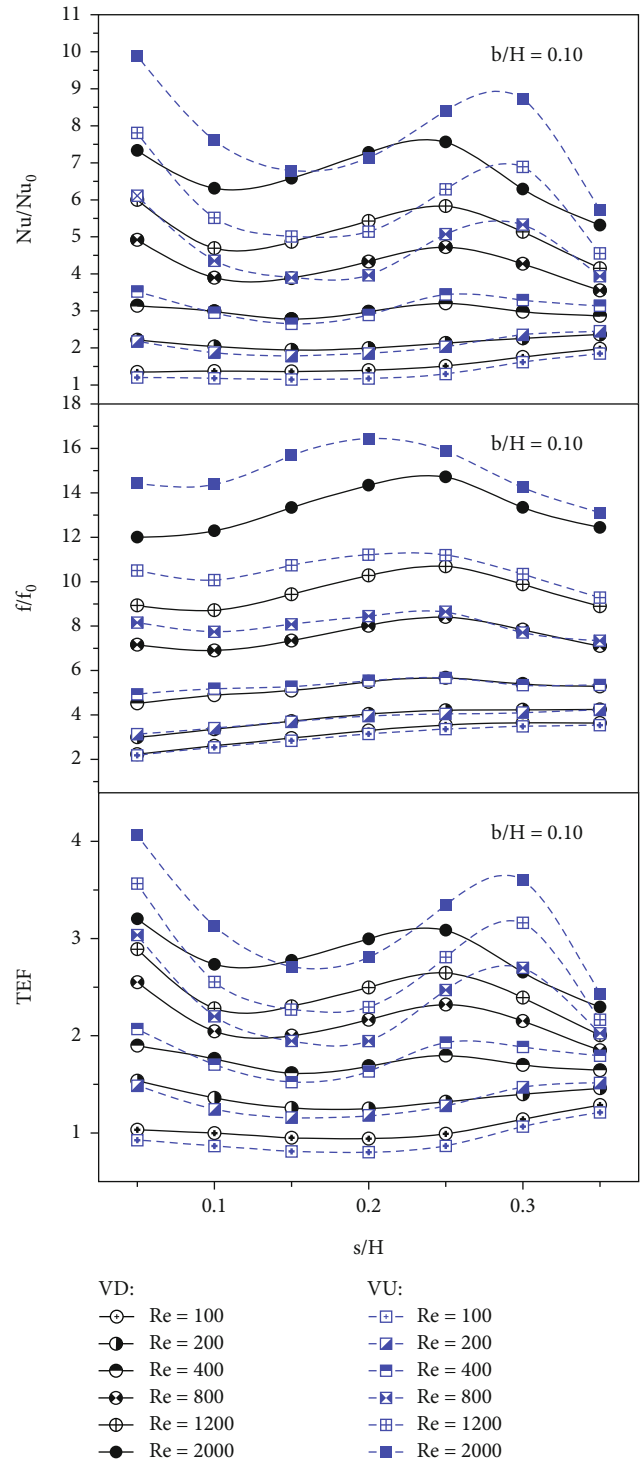 11
10
9
8
7
6
5
4
3
2
1
Nu/Nu₀
b/H = 0.10
18
16
14
12
10
8
6
4
2
f/f₀
b/H = 0.10
4
3
2
1
TEF
b/H = 0.10
0.1 0.2 0.3
s/H
VD: VU:
Re = 100 Re = 100
Re = 200 Re = 200
Re = 400 Re = 400
Re = 800 Re = 800
Re = 1200 Re = 1200
Re = 2000 Re = 2000